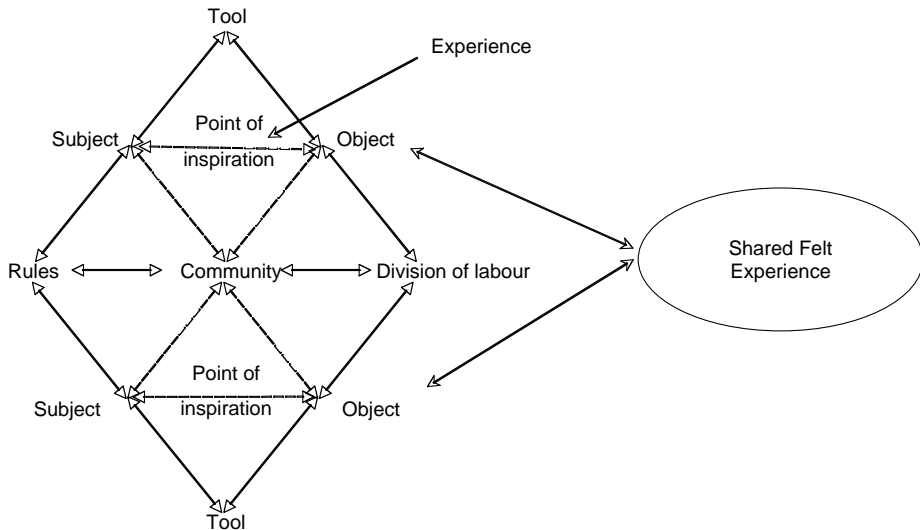 Tool
Experience
Point of
Subject
Object
inspiration
Shared Felt
Experience
Rules
Community
Division of labour
Point of
Subject
inspiration
Object
Tool